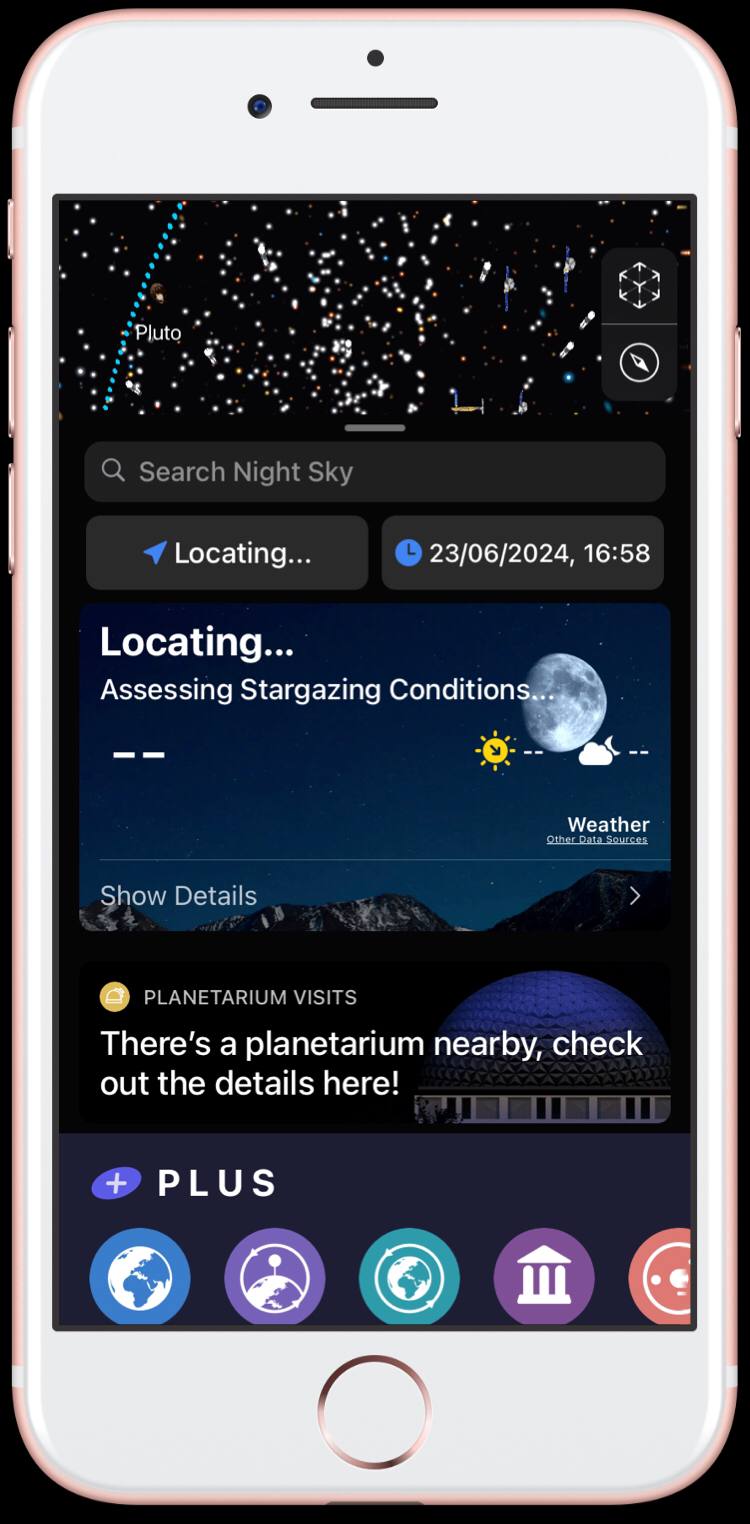 Pluto
Search Night Sky
Locating...
23/06/2024, 16:58
Locating...
Assessing Stargazing Conditions...
--
--
--
Weather
Other Data Sources
Show Details
PLANETARIUM VISITS
There's a planetarium nearby, check
out the details here!
PLUS